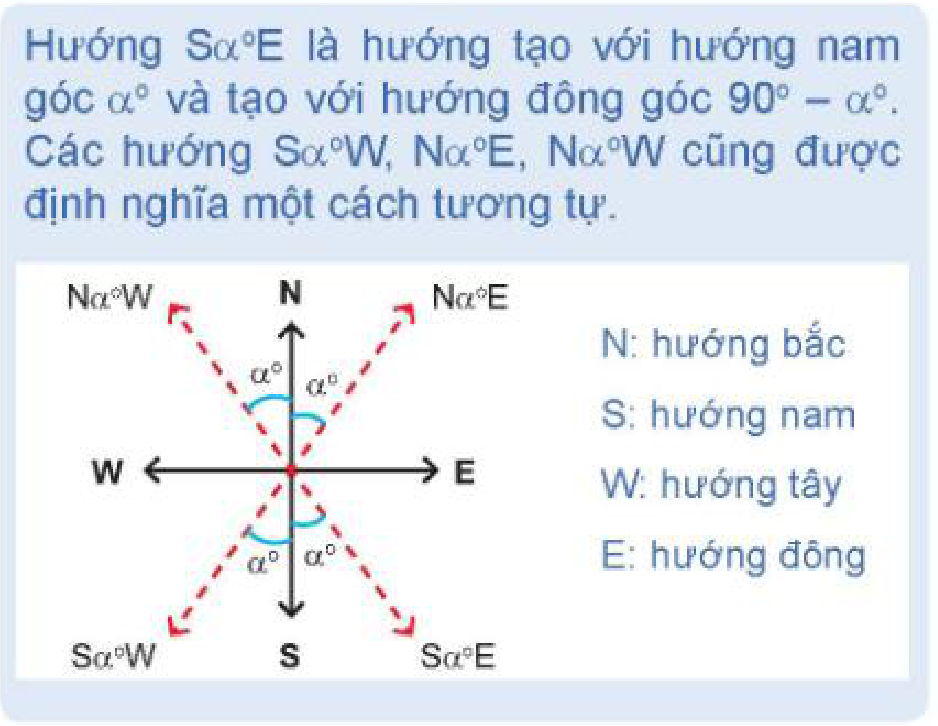 Hướng Sα°E là hướng tạo với hướng nam
góc α° và tạo với hướng đông góc 90° – α°.
Các hướng Sα°W, Nα°E, Nα°W cũng được
định nghĩa một cách tương tự.
Nα°W
N
Nα°E
α°
α°
W
E
α°
α°
Sα°W
S
Sα°E
N: hướng bắc
S: hướng nam
W: hướng tây
E: hướng đông